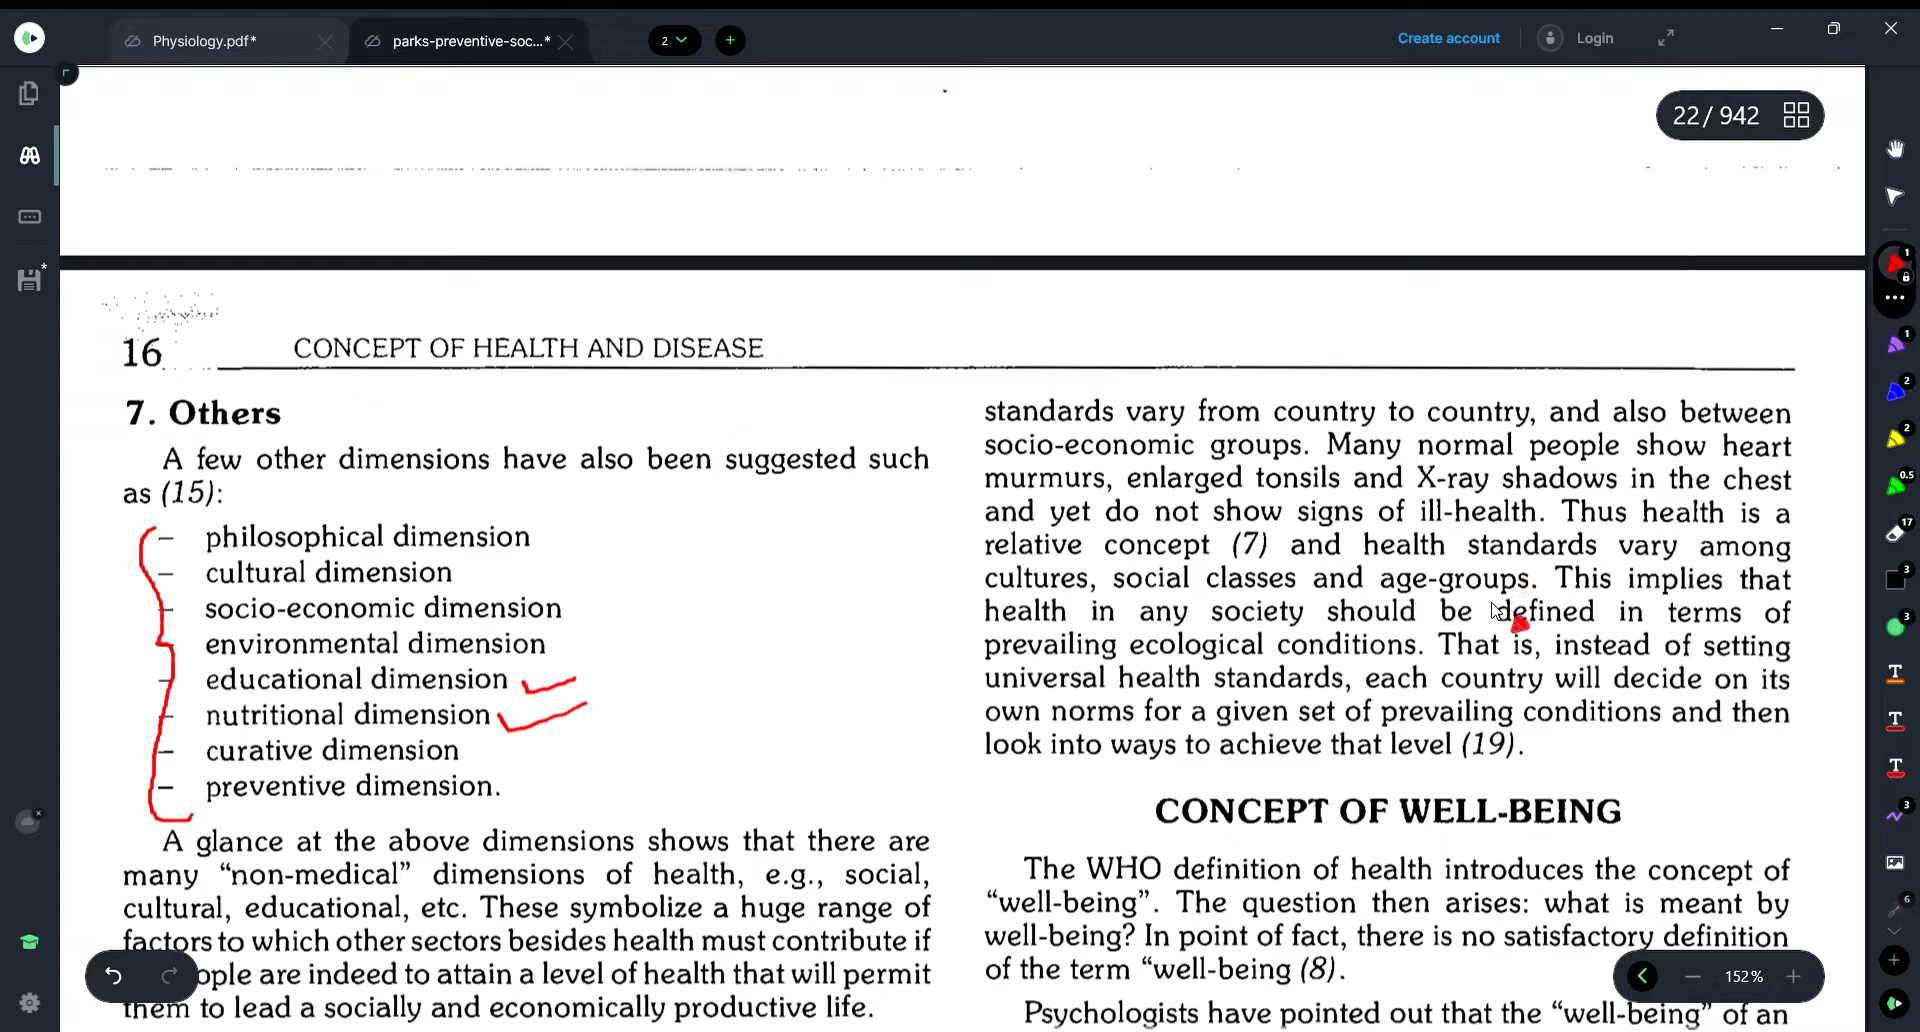 Physiology.pdf*
parks-preventive-soc...*
2
Create account
Login
22/ 942
16
CONCEPT OF HEALTH AND DISEASE
7. Others
A few other dimensions have also been suggested such
as (15):
– philosophical dimension
– cultural dimension
– socio-economic dimension
environmental dimension
– educational dimension
– nutritional dimension
– curative dimension
– preventive dimension.
A glance at the above dimensions shows that there are
many “non-medical” dimensions of health, e.g., social,
cultural, educational, etc. These symbolize a huge range of
factors to which other sectors besides health must contribute if
ople are indeed to attain a level of health that will permit
them to lead a socially and economically productive life.
standards vary from country to country, and also between
socio-economic groups. Many normal people show heart
murmurs, enlarged tonsils and X-ray shadows in the chest
and yet do not show signs of ill-health. Thus health is a
relative concept (7) and health standards vary among
cultures, social classes and age-groups. This implies that
health in any society should be defined in terms of
prevailing ecological conditions. That is, instead of setting
universal health standards, each country will decide on its
own norms for a given set of prevailing conditions and then
look into ways to achieve that level (19).
CONCEPT OF WELL-BEING
The WHO definition of health introduces the concept of
“well-being”. The question then arises: what is meant by
well-being? In point of fact, there is no satisfactory definition
of the term “well-being (8).
Psychologists have pointed out that the “well-being” of an
152%
1
1
2
2
0.5
17
3
3
T
T
T
3
6